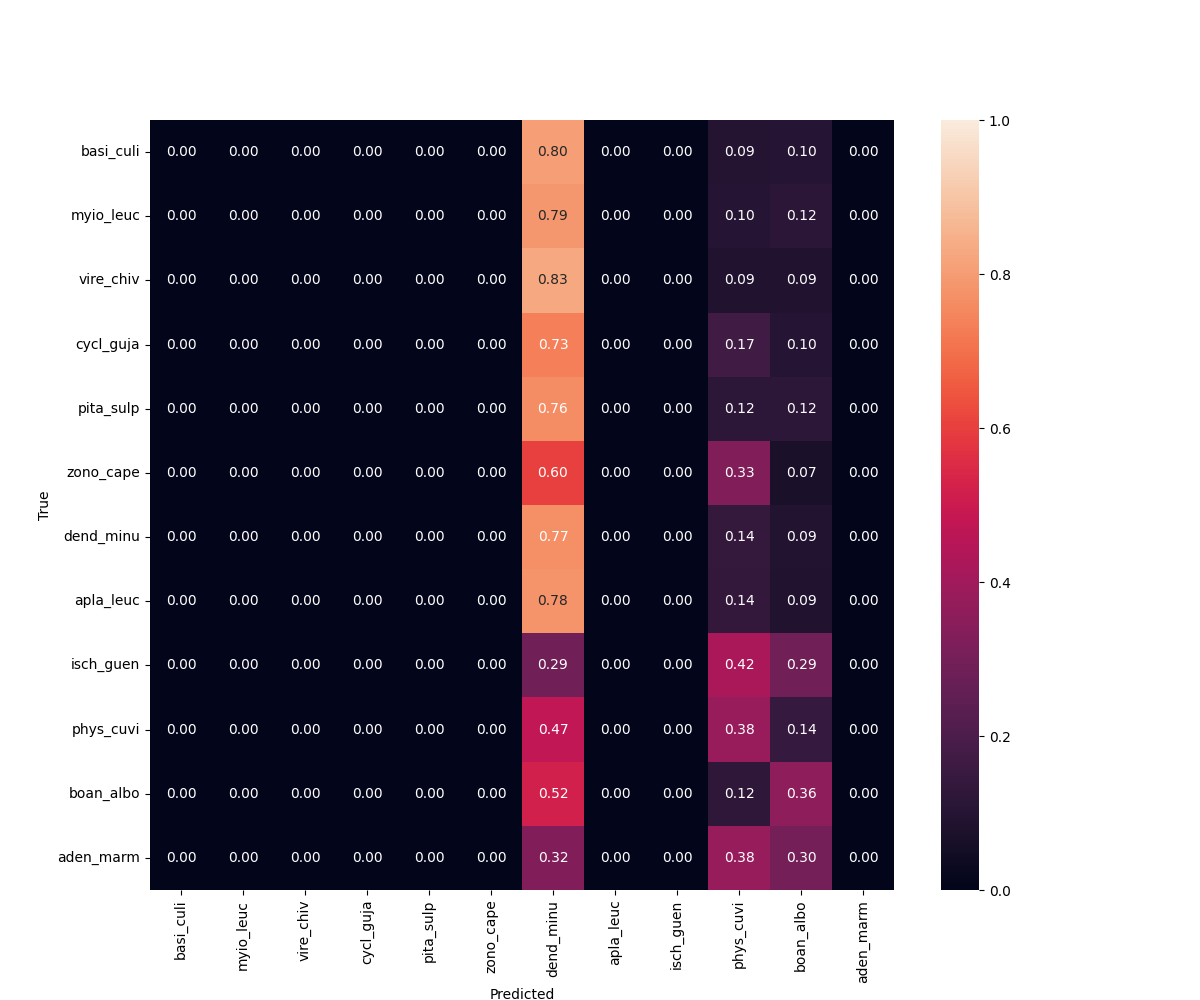 basi_culi 0.00 0.00 0.00 0.00 0.00 0.00 0.80 0.00 0.00 0.09 0.10 0.00
myio_leuc 0.00 0.00 0.00 0.00 0.00 0.00 0.79 0.00 0.00 0.10 0.12 0.00
vire_chiv 0.00 0.00 0.00 0.00 0.00 0.00 0.83 0.00 0.00 0.09 0.09 0.00
cycl_guja 0.00 0.00 0.00 0.00 0.00 0.00 0.73 0.00 0.00 0.17 0.10 0.00
pita_sulp 0.00 0.00 0.00 0.00 0.00 0.00 0.76 0.00 0.00 0.12 0.12 0.00
zono_cape 0.00 0.00 0.00 0.00 0.00 0.00 0.60 0.00 0.00 0.33 0.07 0.00
dend_minu 0.00 0.00 0.00 0.00 0.00 0.00 0.77 0.00 0.00 0.14 0.09 0.00
apla_leuc 0.00 0.00 0.00 0.00 0.00 0.00 0.78 0.00 0.00 0.14 0.09 0.00
isch_guen 0.00 0.00 0.00 0.00 0.00 0.00 0.29 0.00 0.00 0.42 0.29 0.00
phys_cuvi 0.00 0.00 0.00 0.00 0.00 0.00 0.47 0.00 0.00 0.38 0.14 0.00
boan_albo 0.00 0.00 0.00 0.00 0.00 0.00 0.52 0.00 0.00 0.12 0.36 0.00
aden_marm 0.00 0.00 0.00 0.00 0.00 0.00 0.32 0.00 0.00 0.38 0.30 0.00
True
basi_culi
myio_leuc
vire_chiv
cycl_guja
pita_sulp
zono_cape
dend_minu
apla_leuc
isch_guen
phys_cuvi
boan_albo
aden_marm
Predicted
1.0
0.8
0.6
0.4
0.2
0.0